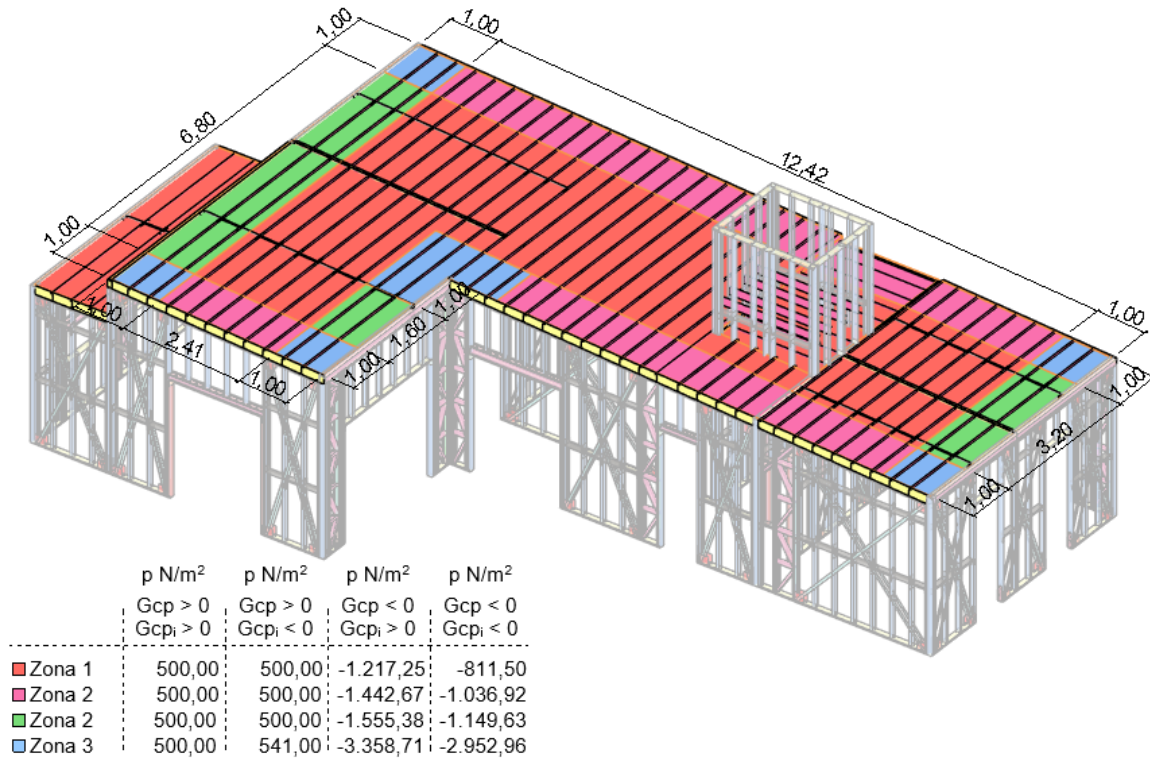 1,00
1,00
6,80
12,42
1,00
1,00
1,00
1,00
2,41
1,00
1,00
1,60
1,00
1,00
3,20
1,00
p N/m² p N/m² p N/m² p N/m²
Gcp > 0 Gcp > 0 Gcp < 0 Gcp < 0
Gcpᵢ > 0 Gcpᵢ < 0 Gcpᵢ > 0 Gcpᵢ < 0
Zona 1 500,00 500,00 -1.217,25 -811,50
Zona 2 500,00 500,00 -1.442,67 -1.036,92
Zona 2 500,00 500,00 -1.555,38 -1.149,63
Zona 3 500,00 541,00 -3.358,71 -2.952,96